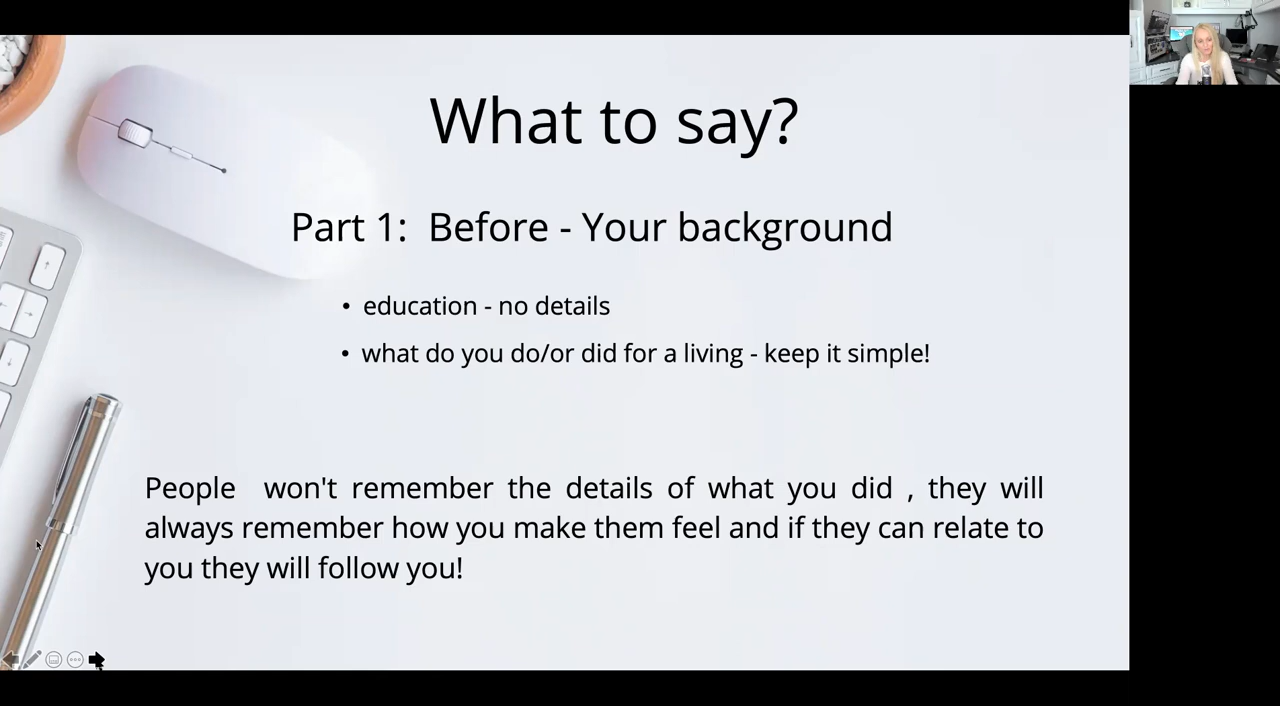 What to say?
Part 1: Before - Your background
• education - no details
• what do you do/or did for a living - keep it simple!
People won't remember the details of what you did , they will
always remember how you make them feel and if they can relate to
you they will follow you!